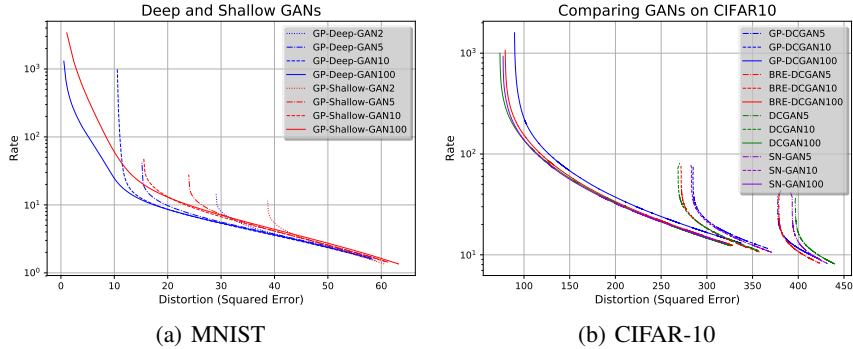 Deep and Shallow GANs
GP-Deep-GAN2
GP-Deep-GAN5
GP-Deep-GAN10
GP-Deep-GAN100
GP-Shallow-GAN2
GP-Shallow-GAN5
GP-Shallow-GAN10
GP-Shallow-GAN100
Rate
10³
10²
10¹
10⁰
0 10 20 30 40 50 60
Distortion (Squared Error)
(a) MNIST
Comparing GANs on CIFAR10
GP-DCGAN5
GP-DCGAN10
GP-DCGAN100
BRE-DCGAN5
BRE-DCGAN10
BRE-DCGAN100
DCGAN5
DCGAN10
DCGAN100
SN-GAN5
SN-GAN10
SN-GAN100
Rate
10³
10²
10¹
100 150 200 250 300 350 400 450
Distortion (Squared Error)
(b) CIFAR-10